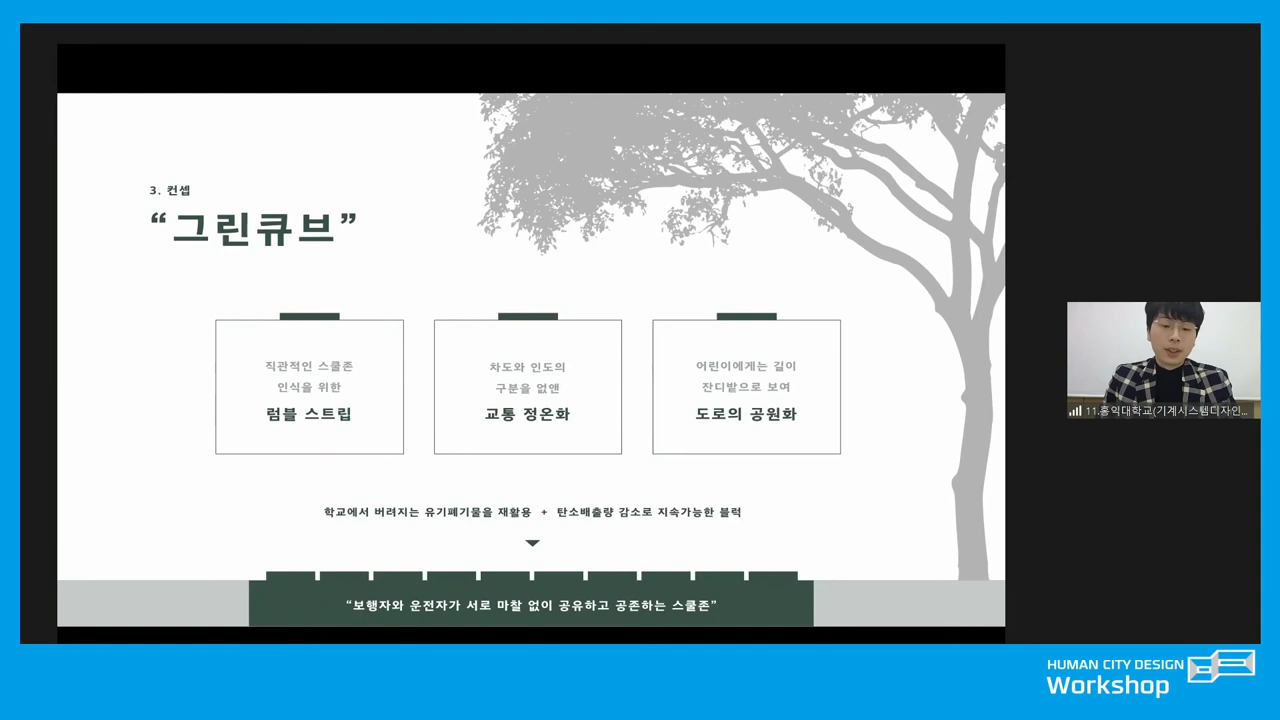 3. 컨셉
“그린큐브”
직관적인 스쿨존
인식을 위한
럼블 스트립
차도와 인도의
구분을 없앤
교통 정온화
어린이에게는 길이
잔디밭으로 보여
도로의 공원화
학교에서 버려지는 유기폐기물을 재활용 + 탄소배출량 감소로 지속가능한 블럭
“보행자와 운전자가 서로 마찰 없이 공유하고 공존하는 스쿨존”
11.홍익대학교(기계시스템디자인...
HUMAN CITY DESIGN
Workshop